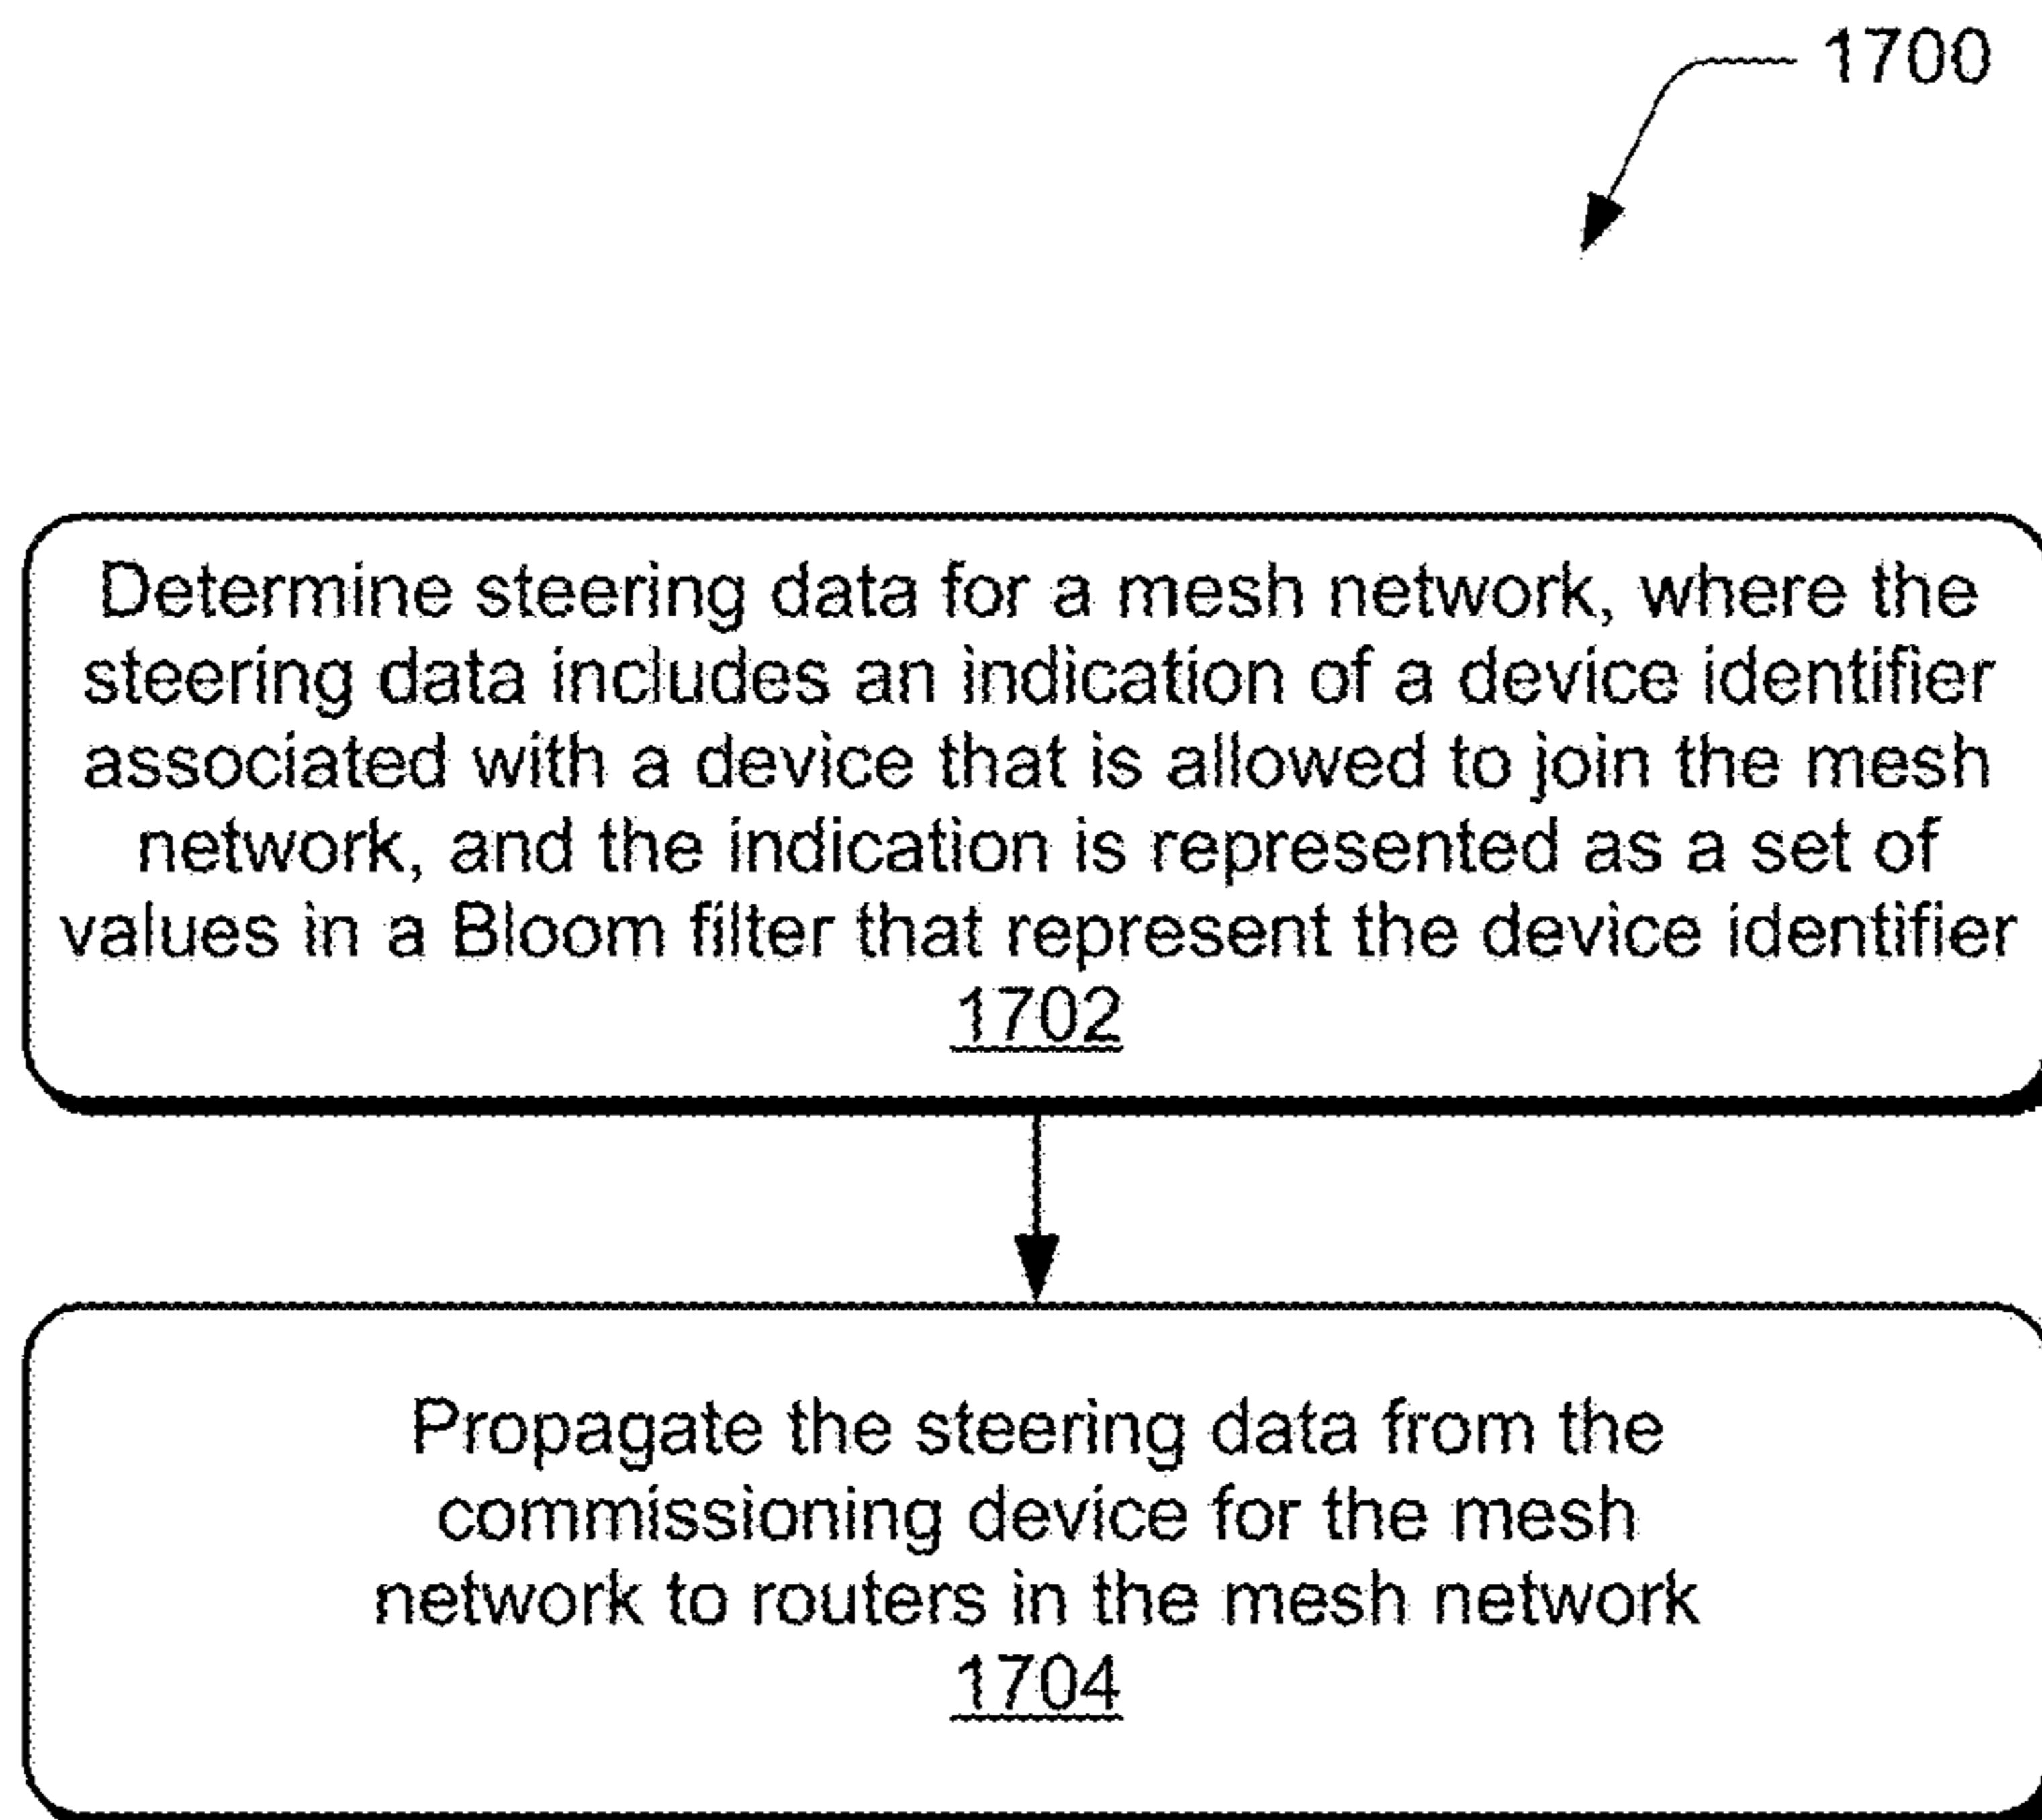 1700
Determine steering data for a mesh network, where the
steering data includes an indication of a device identifier
associated with a device that is allowed to join the mesh
network, and the indication is represented as a set of
values in a Bloom filter that represent the device identifier
1702
Propagate the steering data from the
commissioning device for the mesh
network to routers in the mesh network
1704